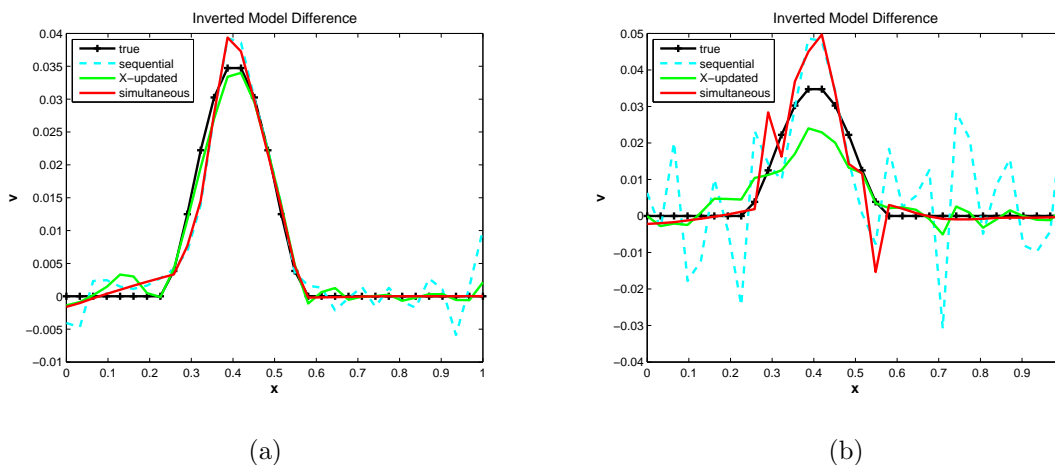 Inverted Model Difference
0.04
0.035
0.03
0.025
0.02
0.015
0.01
0.005
0
−0.005
−0.01
v
true
sequential
X−updated
simultaneous
0 0.1 0.2 0.3 0.4 0.5 0.6 0.7 0.8 0.9 1
x
(a)
Inverted Model Difference
0.05
0.04
0.03
0.02
0.01
0
−0.01
−0.02
−0.03
−0.04
v
true
sequential
X−updated
simultaneous
0 0.1 0.2 0.3 0.4 0.5 0.6 0.7 0.8 0.9
x
(b)